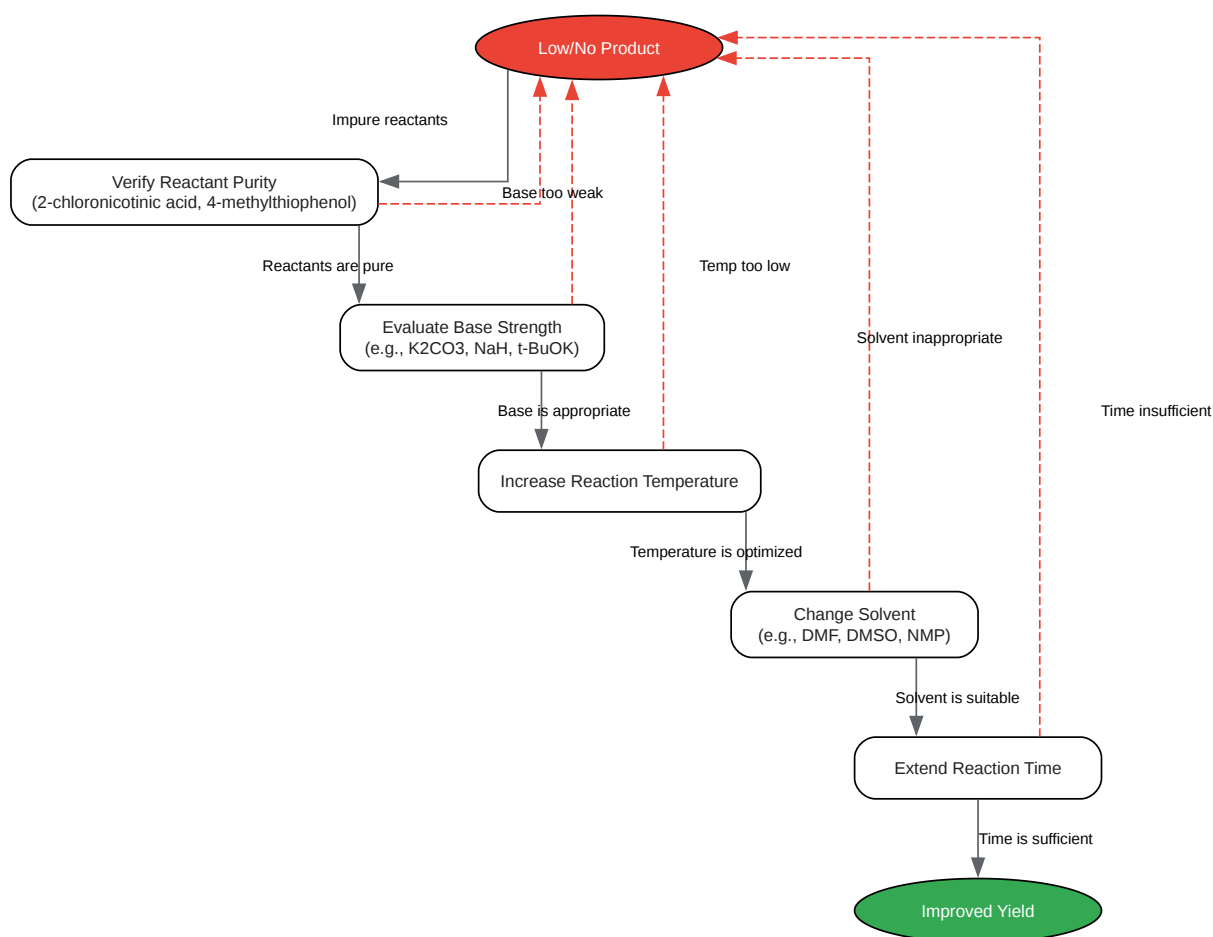 Low/No Product
Impure reactants
Verify Reactant Purity
(2-chloronicotinic acid, 4-methylthiophenol)
Base too weak
Reactants are pure
Temp too low
Evaluate Base Strength
(e.g., K2CO3, NaH, t-BuOK)
Solvent inappropriate
Base is appropriate
Time insufficient
Increase Reaction Temperature
Temperature is optimized
Change Solvent
(e.g., DMF, DMSO, NMP)
Solvent is suitable
Extend Reaction Time
Time is sufficient
Improved Yield